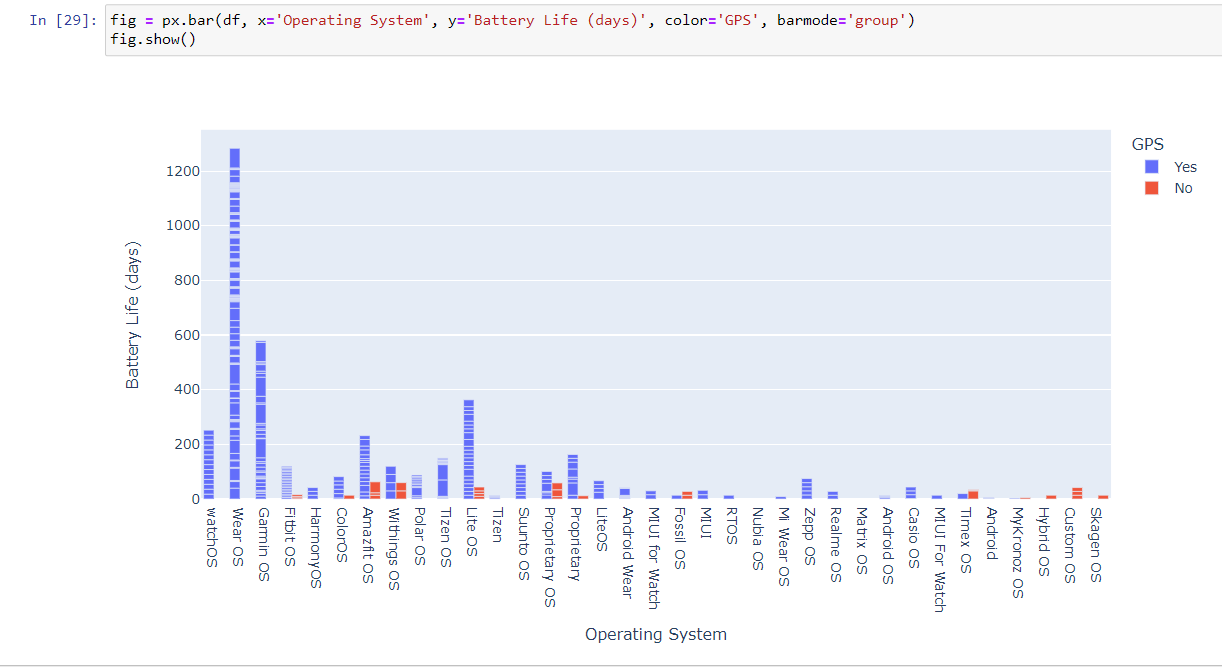 In [29]: fig = px.bar(df, x='Operating System', y='Battery Life (days)', color='GPS', barmode='group')
fig.show()
GPS
Yes
No
1200
1000
800
600
400
200
0
Battery Life (days)
watchOS
Wear OS
Garmin OS
Fitbit OS
HarmonyOS
ColorOS
Amazfit OS
Withings OS
Polar OS
Tizen OS
Lite OS
Tizen
Suunto OS
Proprietary OS
Proprietary
LiteOS
Android Wear
MIUI for Watch
Fossil OS
MIUI
RTOS
Nubia OS
Mi Wear OS
Zepp OS
Realme OS
Matrix OS
Android OS
Casio OS
MIUI For Watch
Timex OS
Android
MyKronoz OS
Hybrid OS
Custom OS
Skagen OS
Operating System